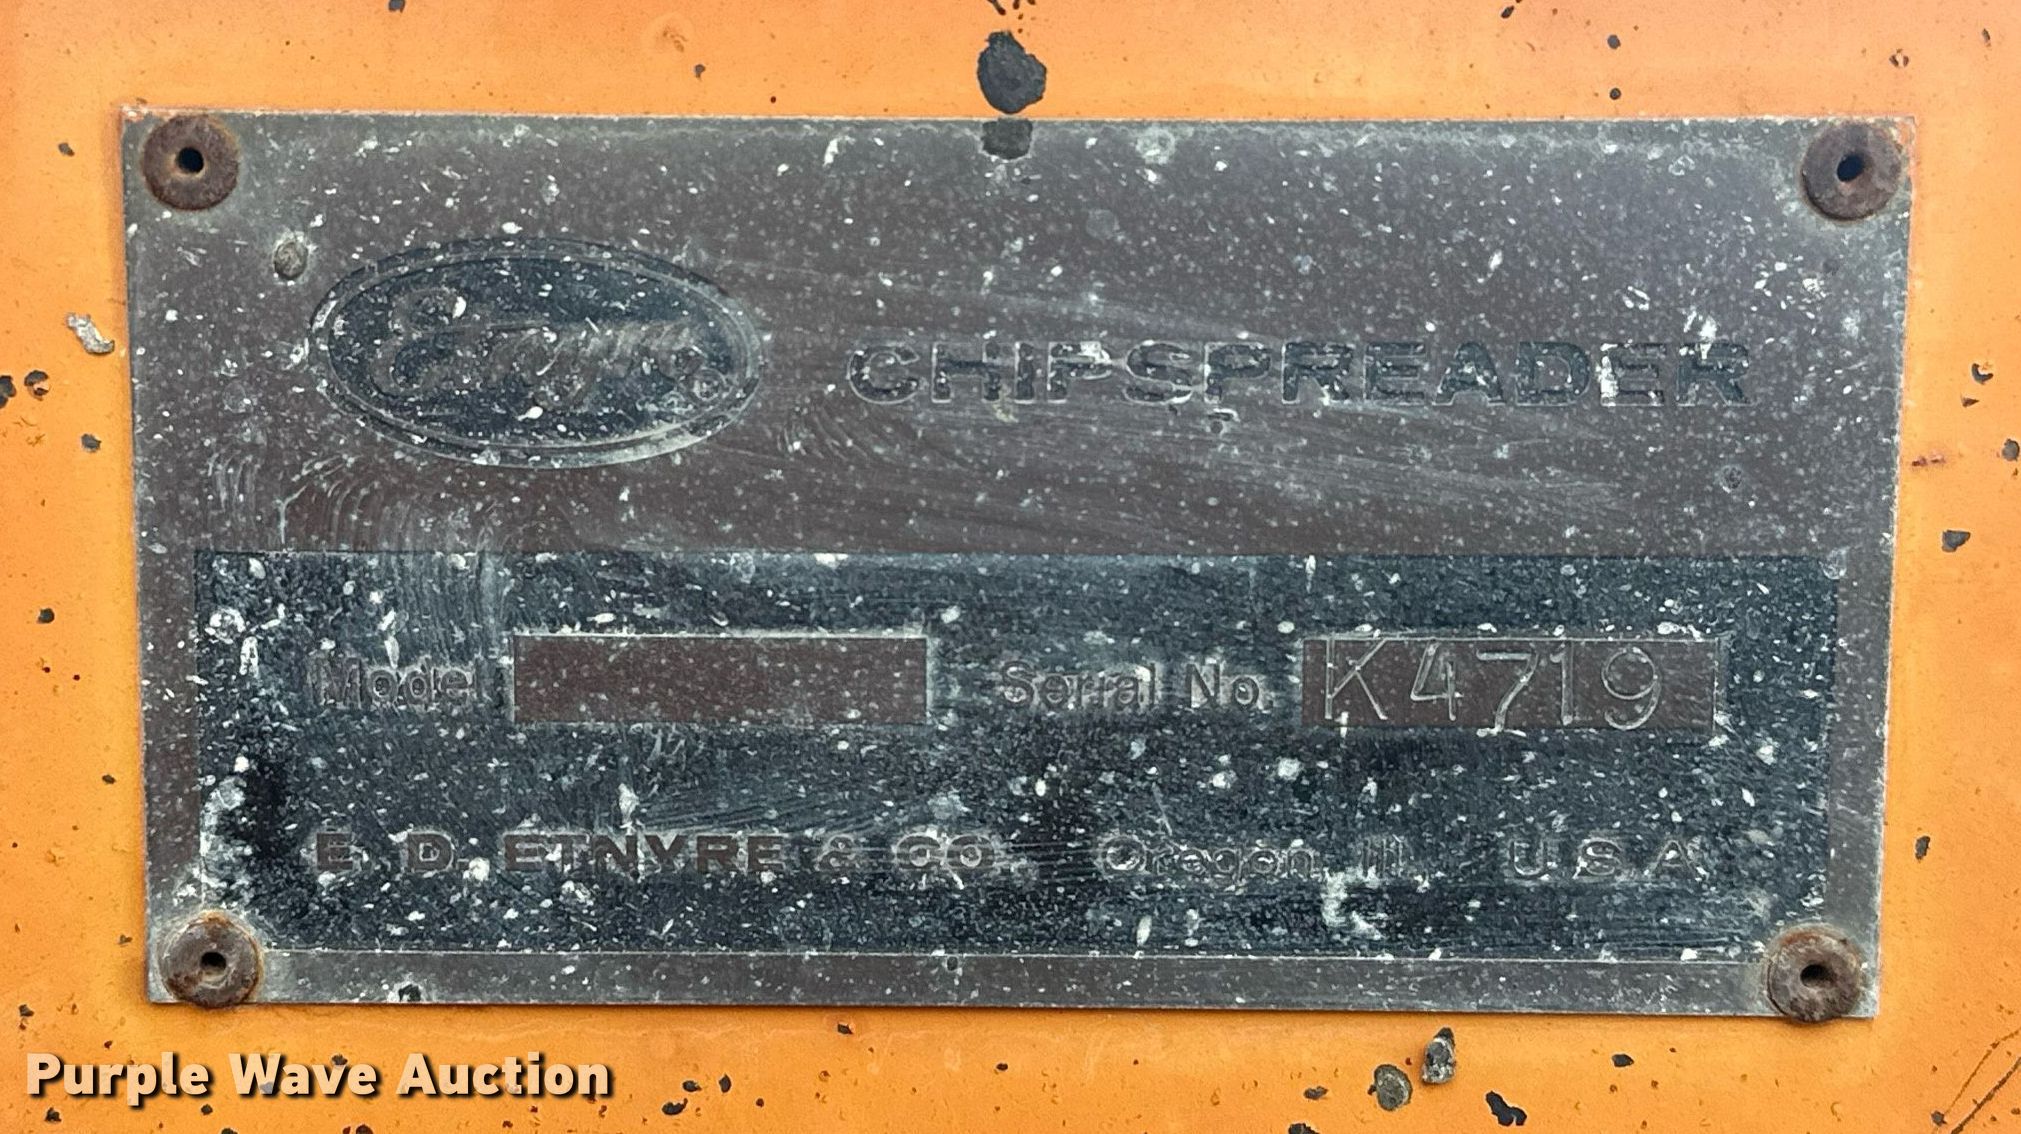 Etnyre CHIPSPREADER
Model Serial No. K4719
E. D. ETNYRE & CO. Oregon, Ill., U.S.A.
Purple Wave Auction